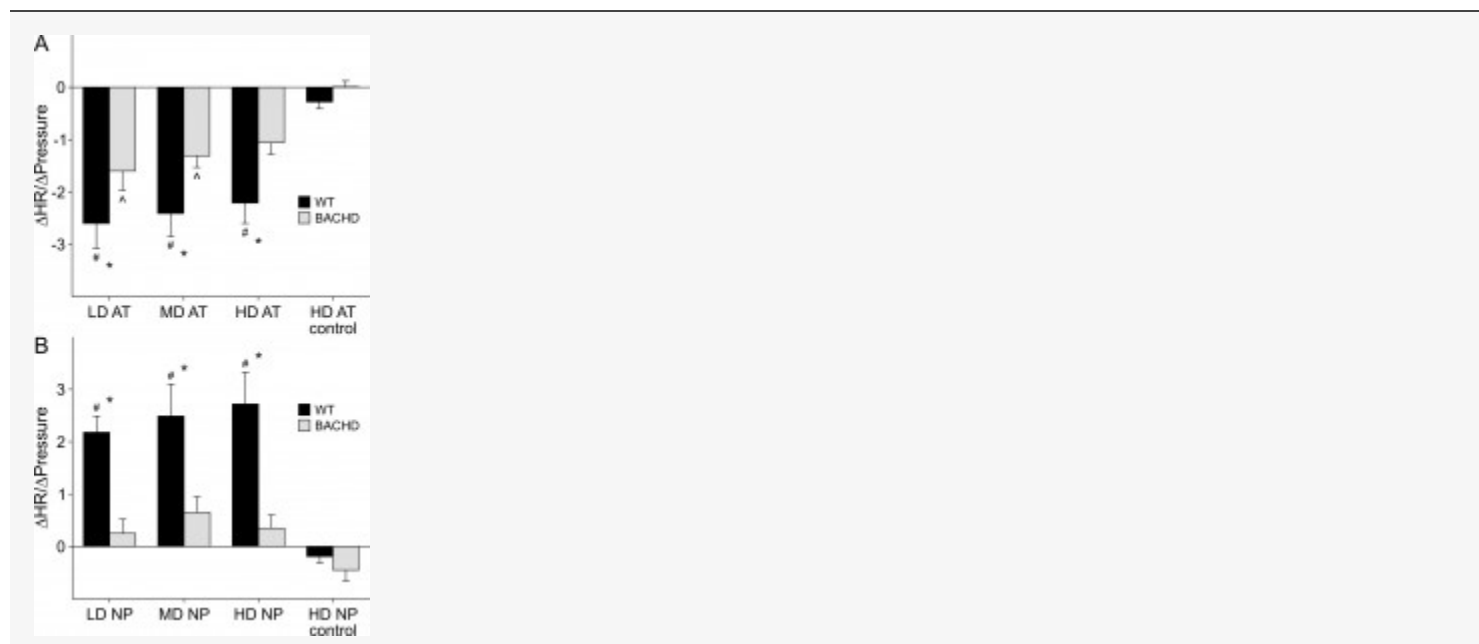 A
0
-1
-2
-3
ΔHR/ΔPressure
WT
BACHD
^
^
# *
# *
# *
LD AT MD AT HD AT HD AT
control
B
3
2
1
0
ΔHR/ΔPressure
# *
# *
# *
WT
BACHD
LD NP MD NP HD NP HD NP
control